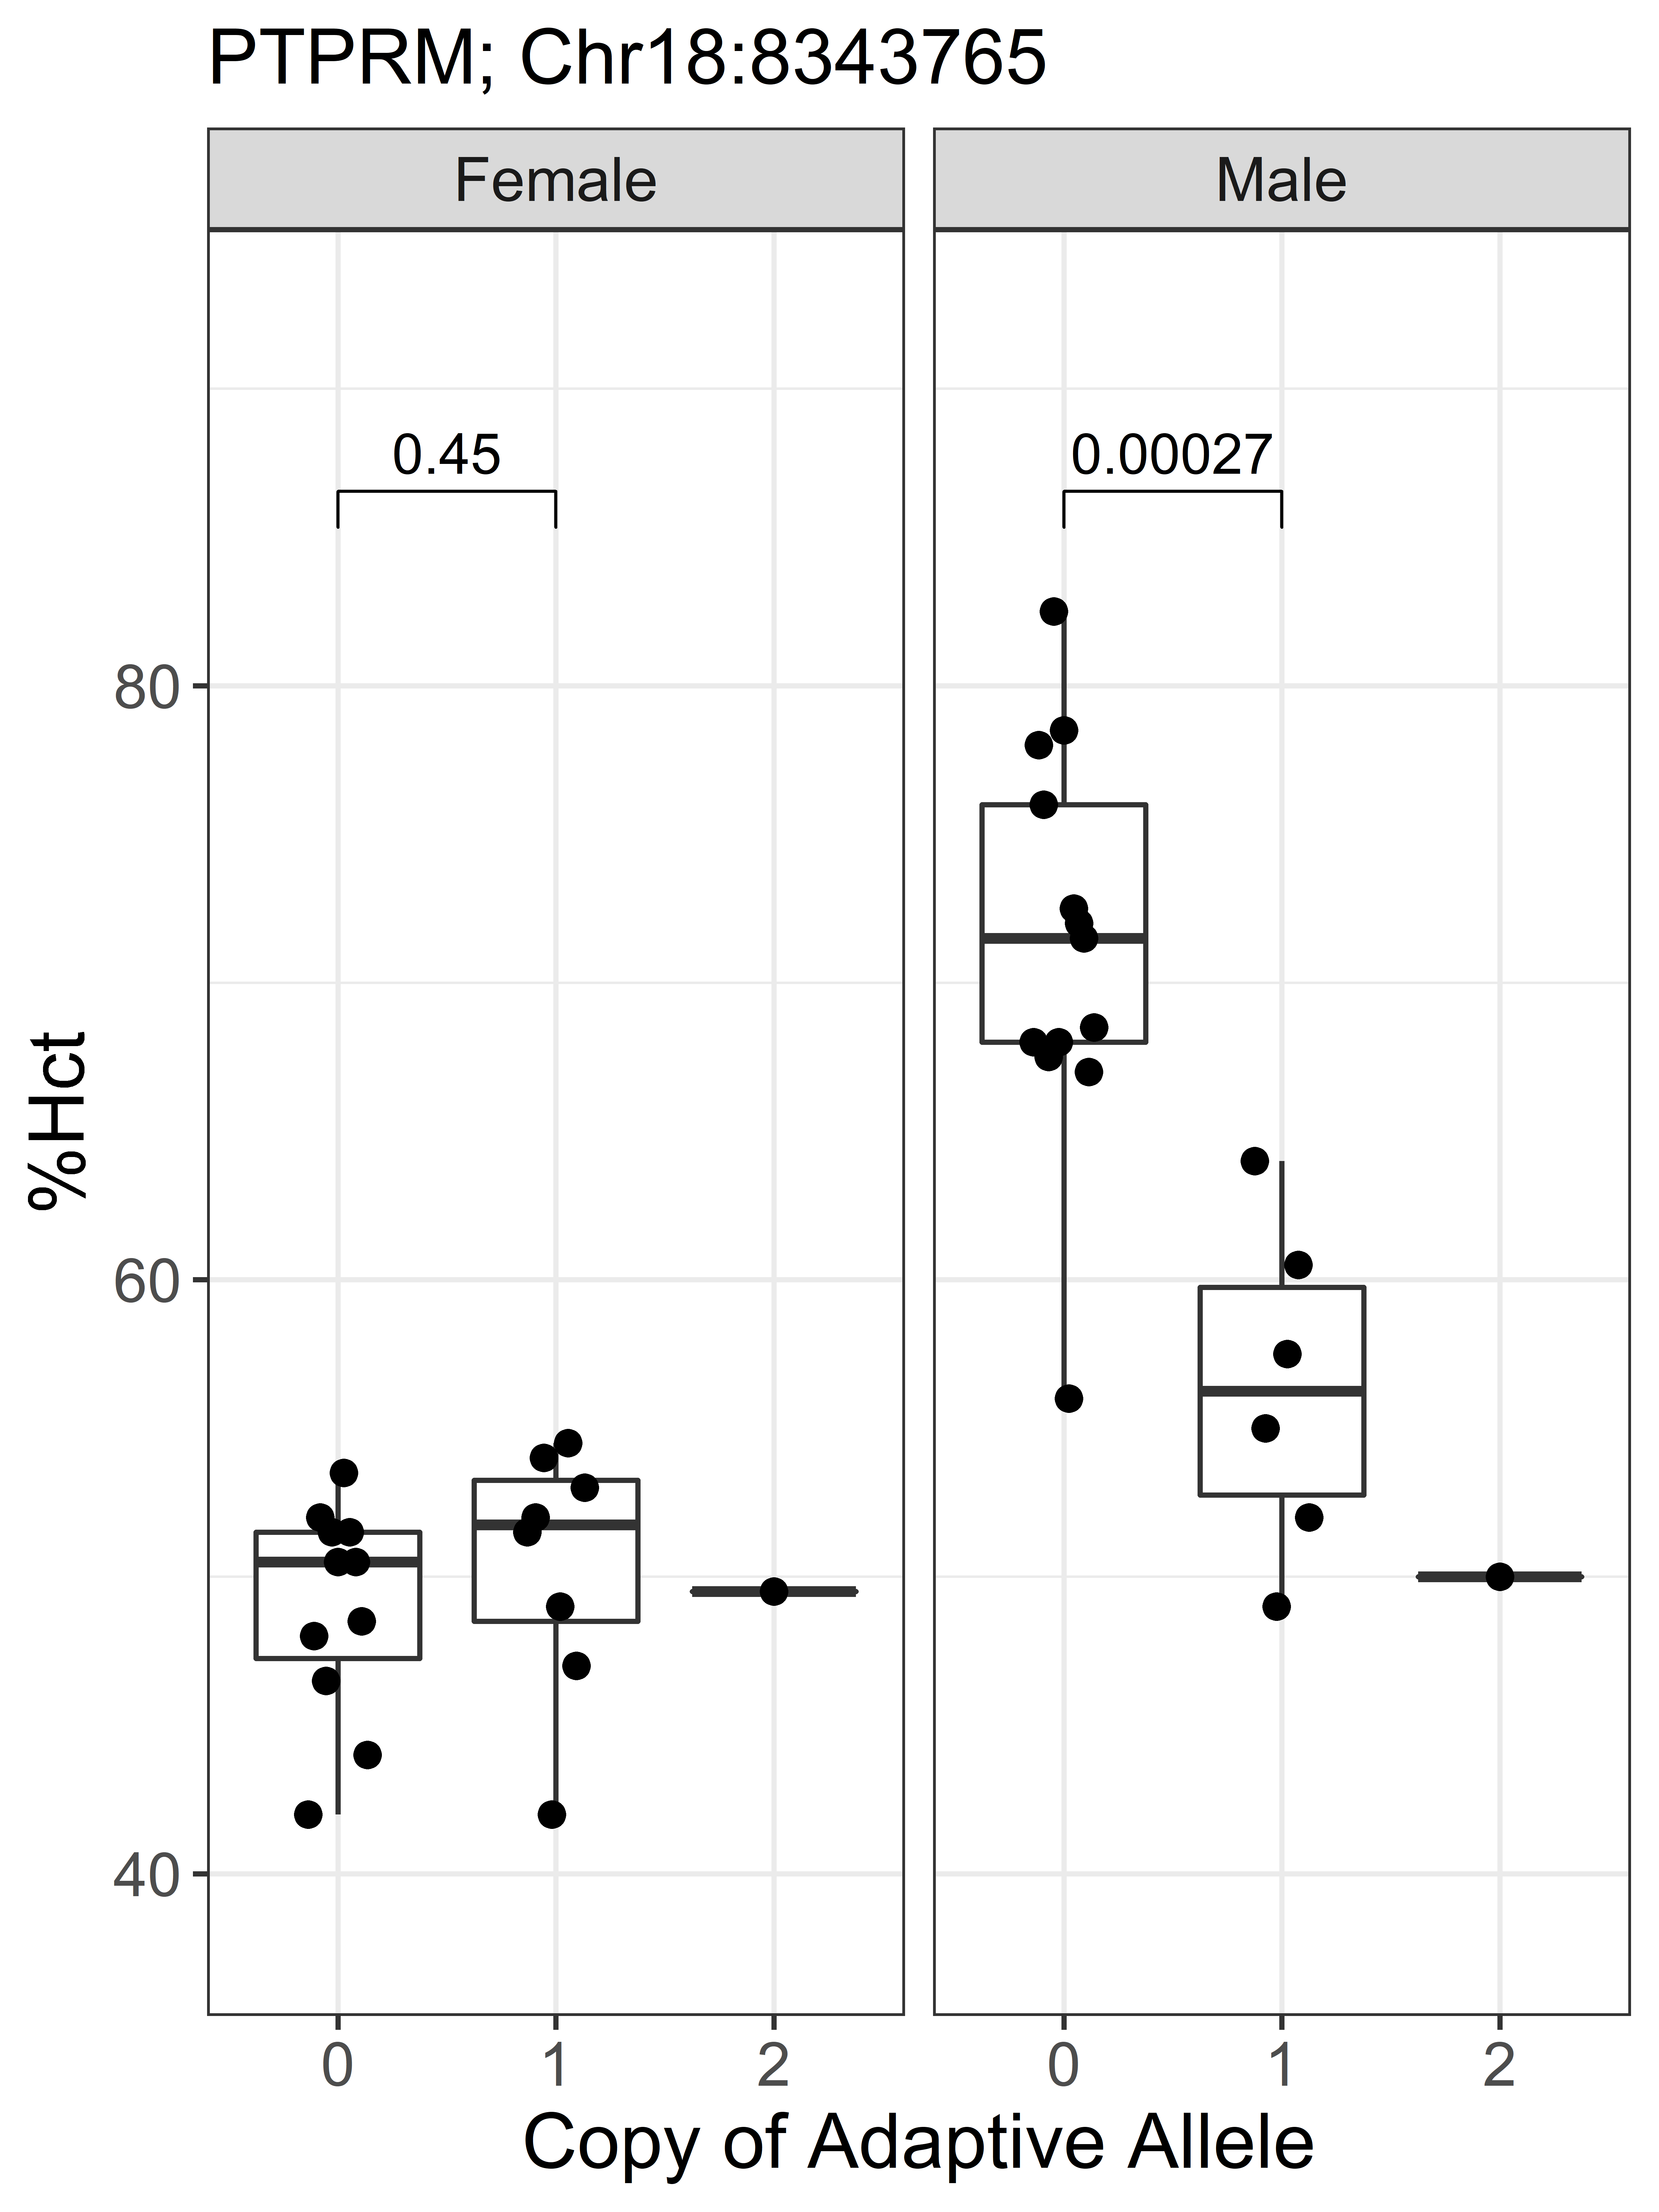 PTPRM; Chr18:8343765
Female
Male
0.45
0.00027
%Hct
80
60
40
0 1 2
0 1 2
Copy of Adaptive Allele